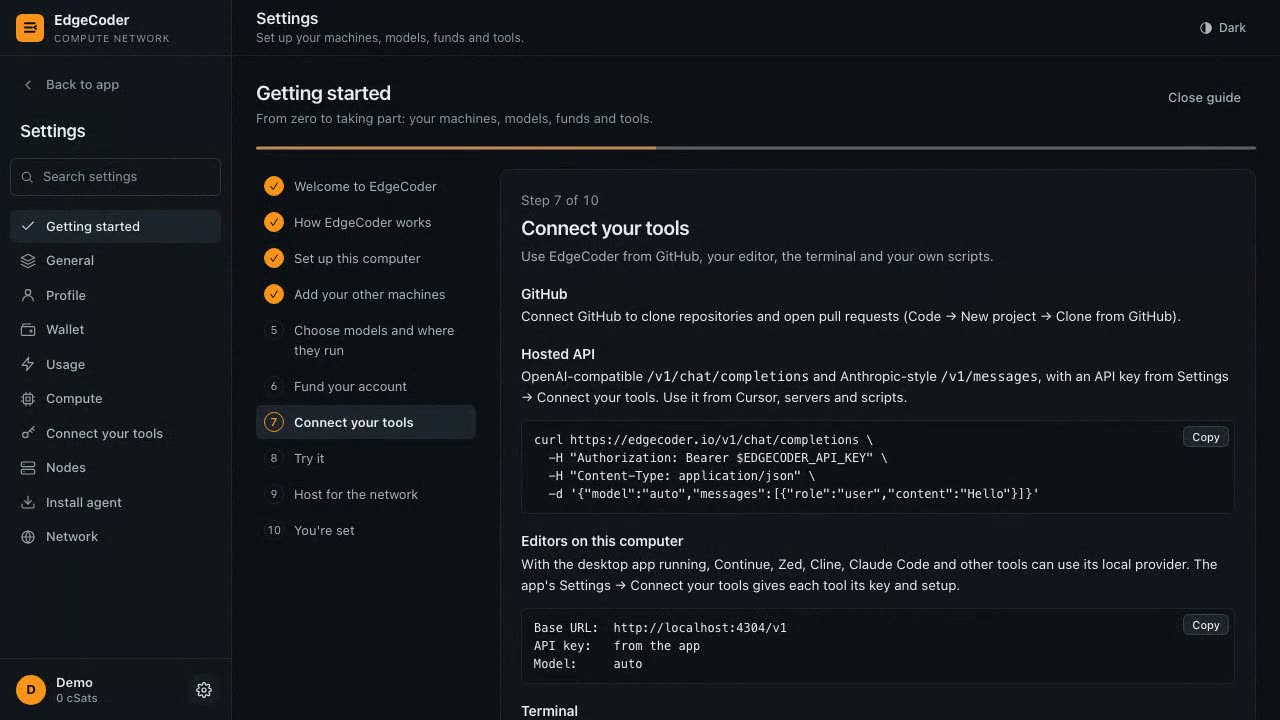 EdgeCoder
COMPUTE NETWORK
Back to app
Settings
Search settings
Getting started
General
Profile
Wallet
Usage
Compute
Connect your tools
Nodes
Install agent
Network
D
Demo
0 cSats
Settings
Set up your machines, models, funds and tools.
Dark
Getting started
From zero to taking part: your machines, models, funds and tools.
Close guide
Welcome to EdgeCoder
How EdgeCoder works
Set up this computer
Add your other machines
5 Choose models and where
they run
6 Fund your account
7 Connect your tools
8 Try it
9 Host for the network
10 You're set
Step 7 of 10
Connect your tools
Use EdgeCoder from GitHub, your editor, the terminal and your own scripts.
GitHub
Connect GitHub to clone repositories and open pull requests (Code → New project → Clone from GitHub).
Hosted API
OpenAI-compatible /v1/chat/completions and Anthropic-style /v1/messages, with an API key from Settings
→ Connect your tools. Use it from Cursor, servers and scripts.
Copy
curl https://edgecoder.io/v1/chat/completions \
-H "Authorization: Bearer $EDGECODER_API_KEY" \
-H "Content-Type: application/json" \
-d '{"model":"auto","messages":[{"role":"user","content":"Hello"}]}'
Editors on this computer
With the desktop app running, Continue, Zed, Cline, Claude Code and other tools can use its local provider. The
app's Settings → Connect your tools gives each tool its key and setup.
Copy
Base URL: http://localhost:4304/v1
API key: from the app
Model: auto
Terminal